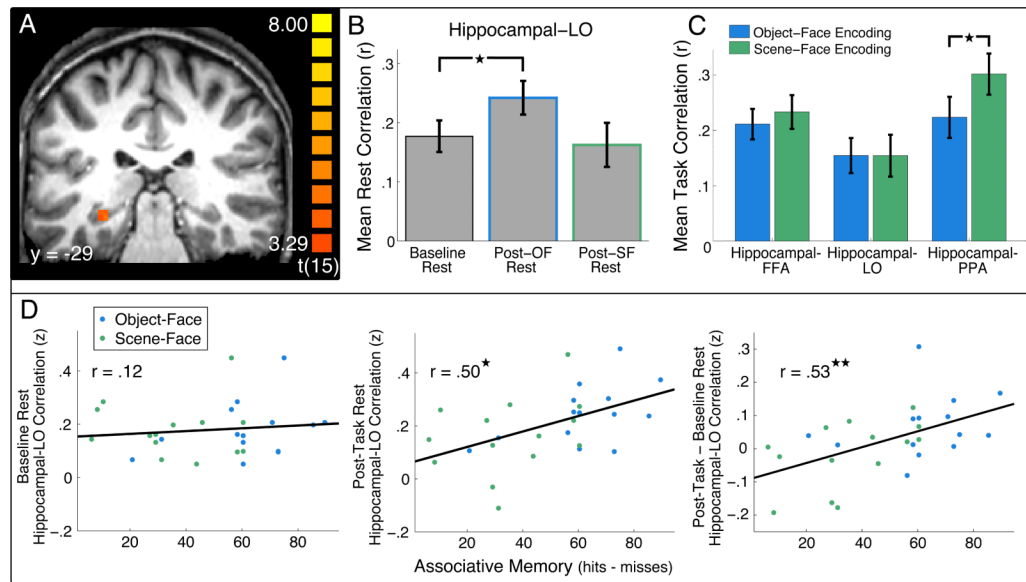 A
8.00
3.29
t(15)
y = -29
B
Hippocampal-LO
Mean Rest Correlation (r)
.3
.2
.1
0
★
Baseline Rest
Post-OF Rest
Post-SF Rest
C
Object-Face Encoding
Scene-Face Encoding
Mean Task Correlation (r)
.3
.2
.1
0
★
Hippocampal-FFA
Hippocampal-LO
Hippocampal-PPA
D
Object-Face
Scene-Face
r = .12
Baseline Rest
Hippocampal-LO Correlation (z)
.4
.2
0
-.2
20 40 60 80
r = .50★
Post-Task Rest
Hippocampal-LO Correlation (z)
.4
.2
0
-.2
20 40 60 80
r = .53★★
Post-Task – Baseline Rest
Hippocampal-LO Correlation (z)
.3
.2
.1
0
-.1
-.2
20 40 60 80
Associative Memory (hits - misses)